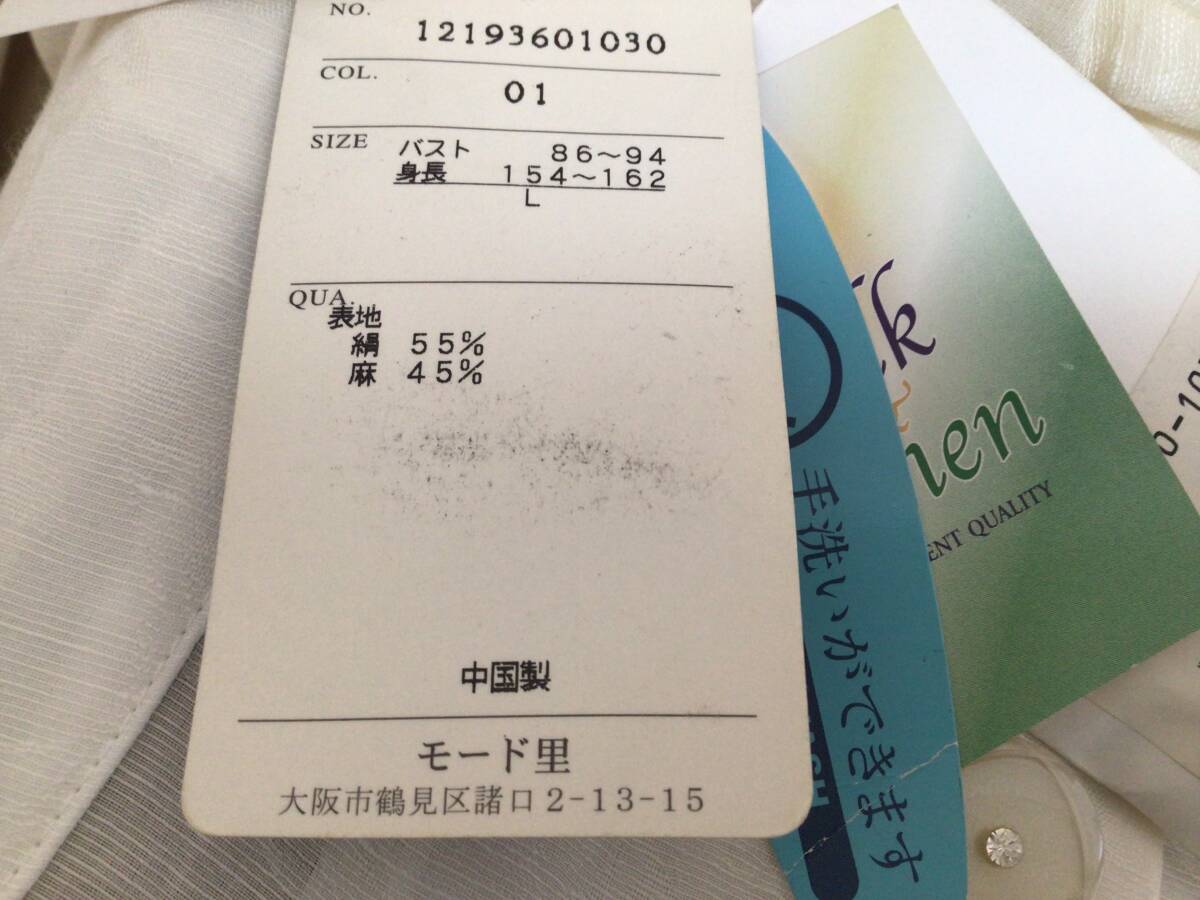 NO.
12193601030
COL.
01
SIZE
バスト 86〜94
身長 154〜162
L
QUA.
表地
絹 55%
麻 45%
中国製
モード里
大阪市鶴見区諸口2-13-15
手洗いができます
QUALITY